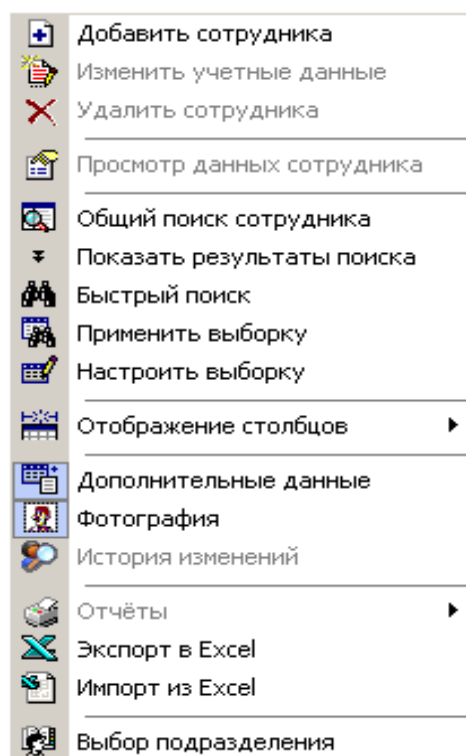 Добавить сотрудника
Изменить учетные данные
Удалить сотрудника
Просмотр данных сотрудника
Общий поиск сотрудника
Показать результаты поиска
Быстрый поиск
Применить выборку
Настроить выборку
Отображение столбцов
Дополнительные данные
Фотография
История изменений
Отчёты
Экспорт в Excel
Импорт из Excel
Выбор подразделения